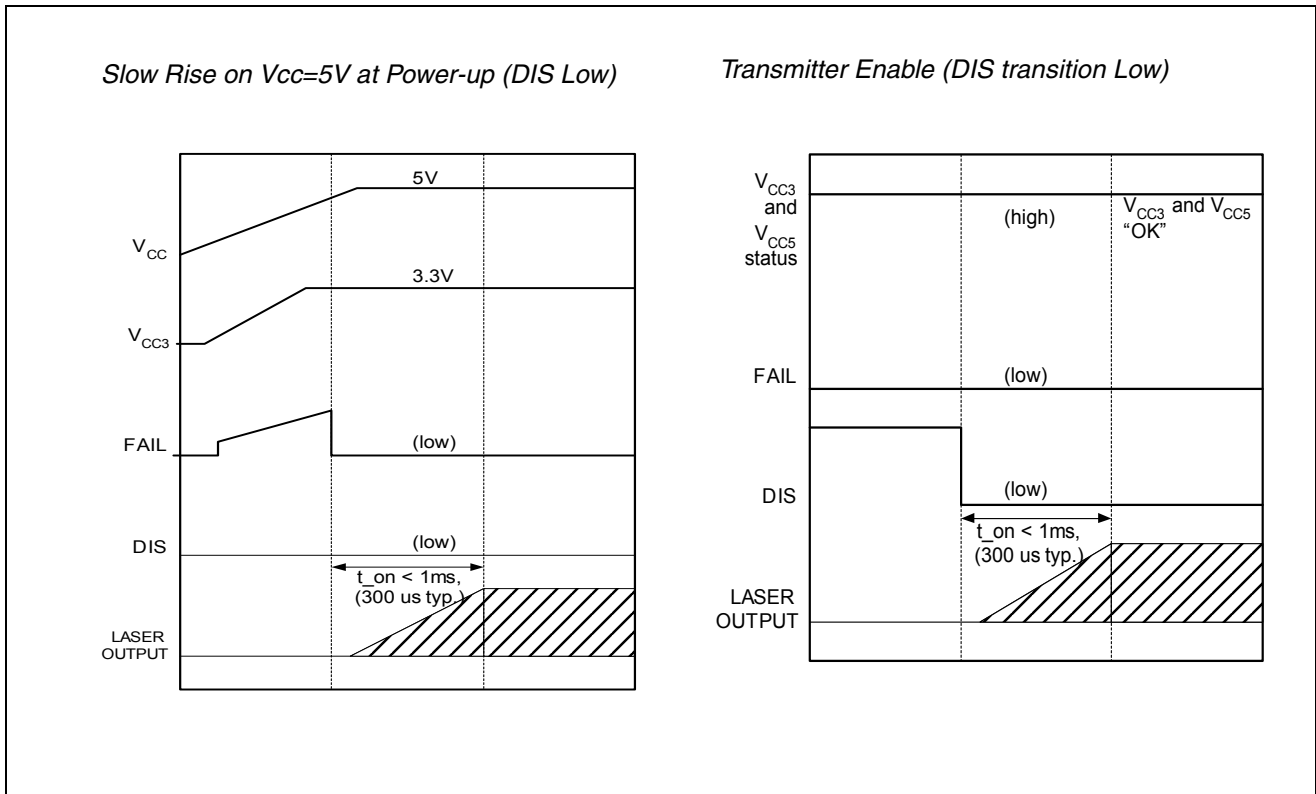 Slow Rise on Vcc=5V at Power-up (DIS Low)
5V
VCC
3.3V
VCC3
FAIL
(low)
DIS
(low)
t_on < 1ms,
(300 us typ.)
LASER
OUTPUT
Transmitter Enable (DIS transition Low)
VCC3
and
VCC5
status
(high)
VCC3 and VCC5
“OK”
FAIL
(low)
DIS
(low)
t_on < 1ms,
(300 us typ.)
LASER
OUTPUT